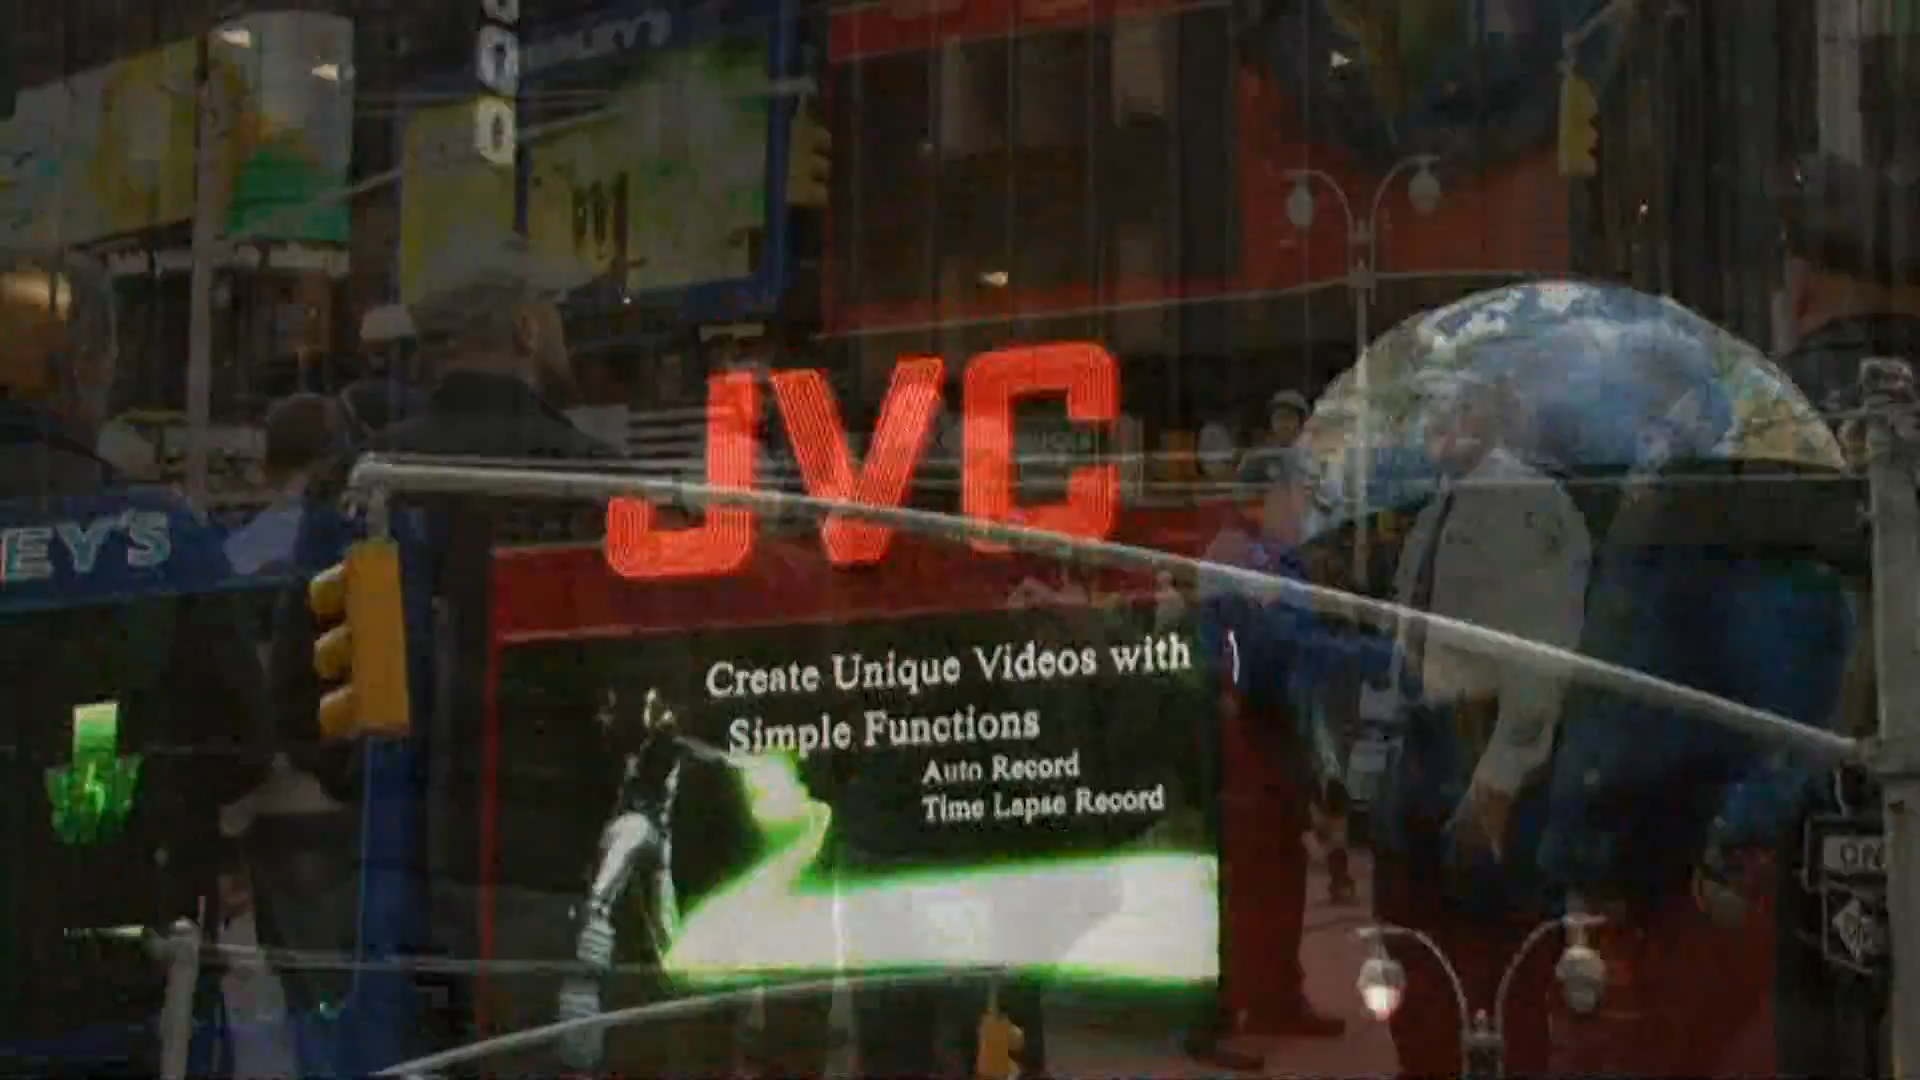 EY'S
JVC
Create Unique Videos with
Simple Functions
Auto Record
Time Lapse Record